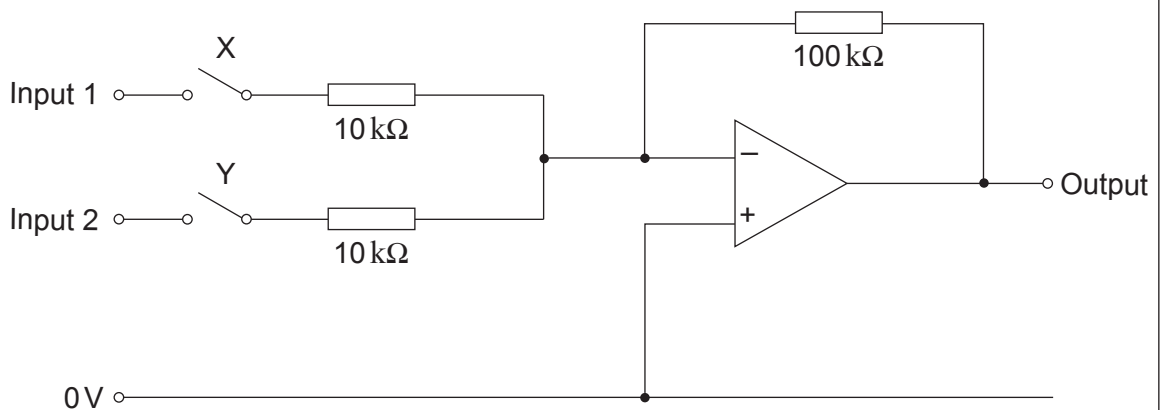 X
100 kΩ
Input 1
10 kΩ
Y
−
Output
Input 2
+
10 kΩ
0 V